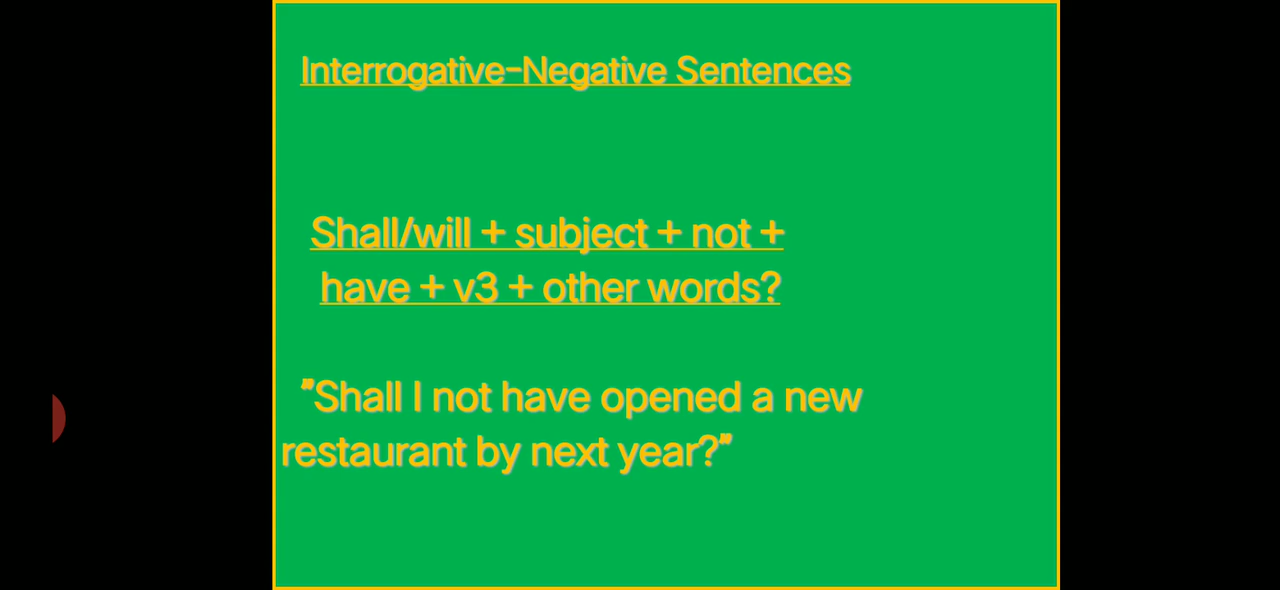 Interrogative-Negative Sentences
Shall/will + subject + not +
have + v3 + other words?
"Shall I not have opened a new
restaurant by next year?"